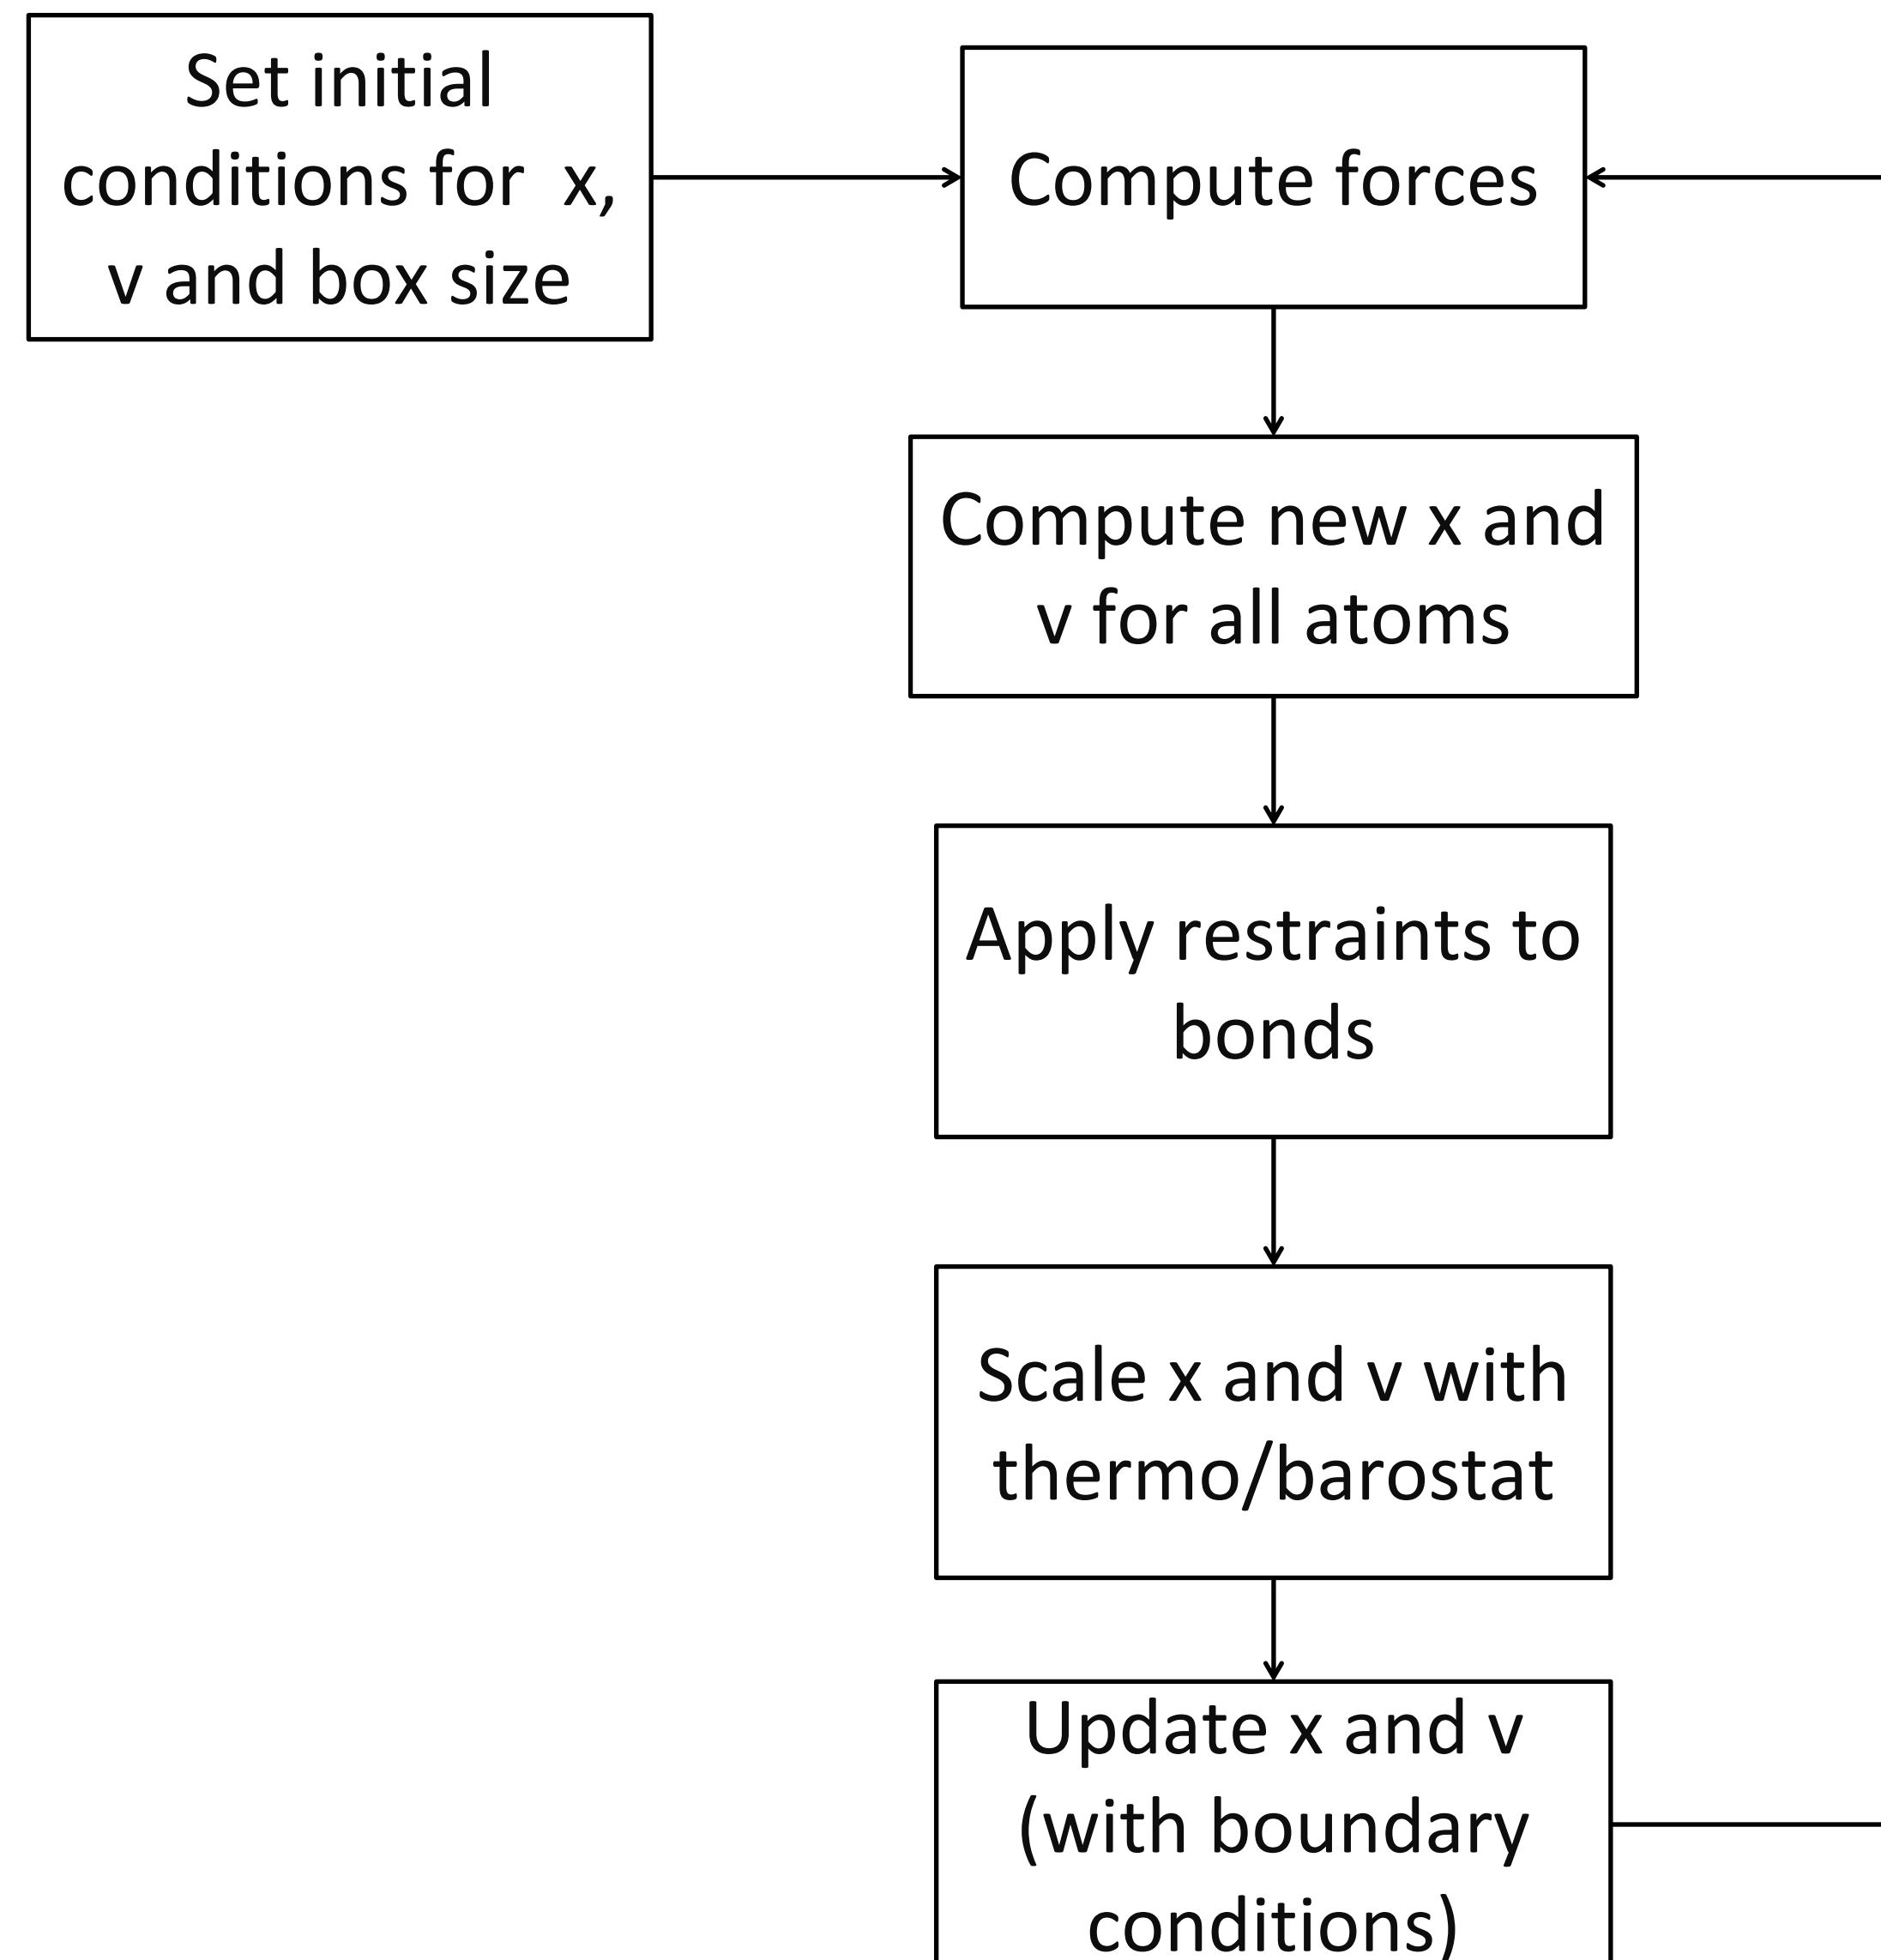 Set initial
conditions for  x,
v and box size
Compute forces
Compute new x and
v for all atoms
Apply restraints to
bonds
Scale x and v with
thermo/barostat
Update x and v
(with boundary
conditions)